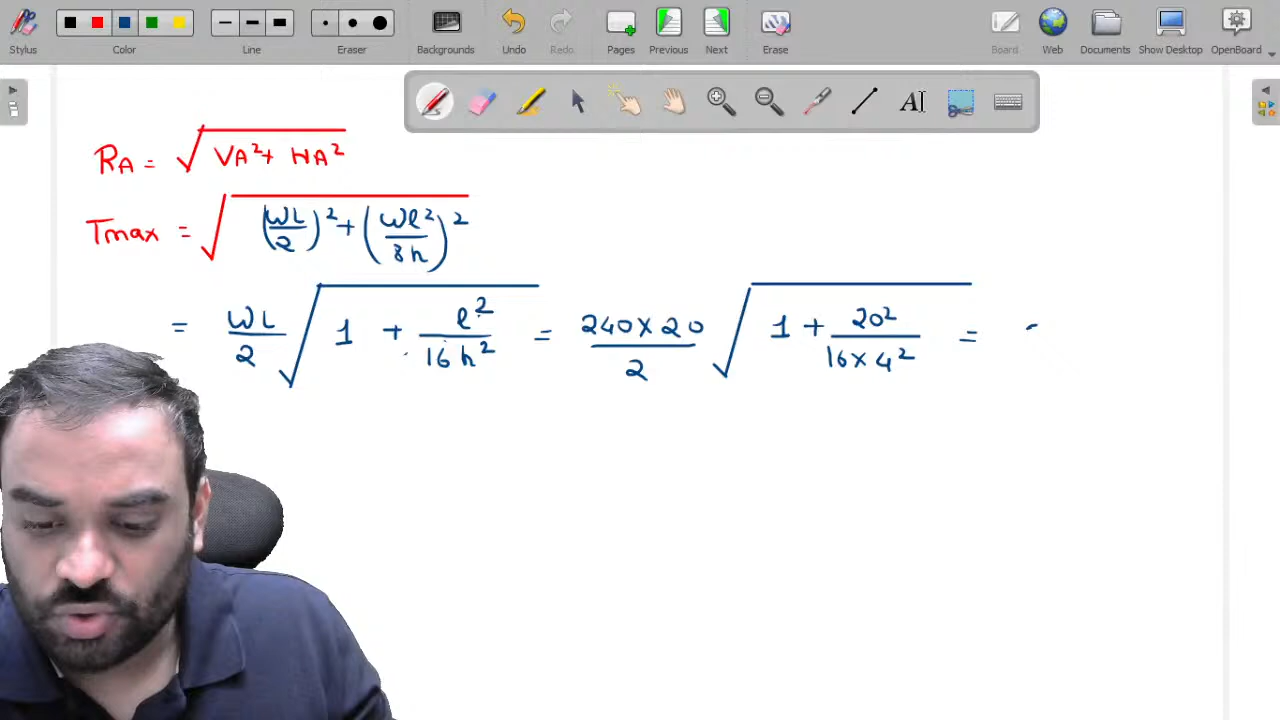 Stylus Color Line Eraser Backgrounds Undo Redo Pages Previous Next Erase Board Web Documents Show Desktop OpenBoard
RA = √(VA² + HA²)
Tmax = √((WL/2)² + (Wl²/8h)²)
= WL/2 √(1 + l²/16h²) = 240×20/2 √(1 + 20²/16×4²) =